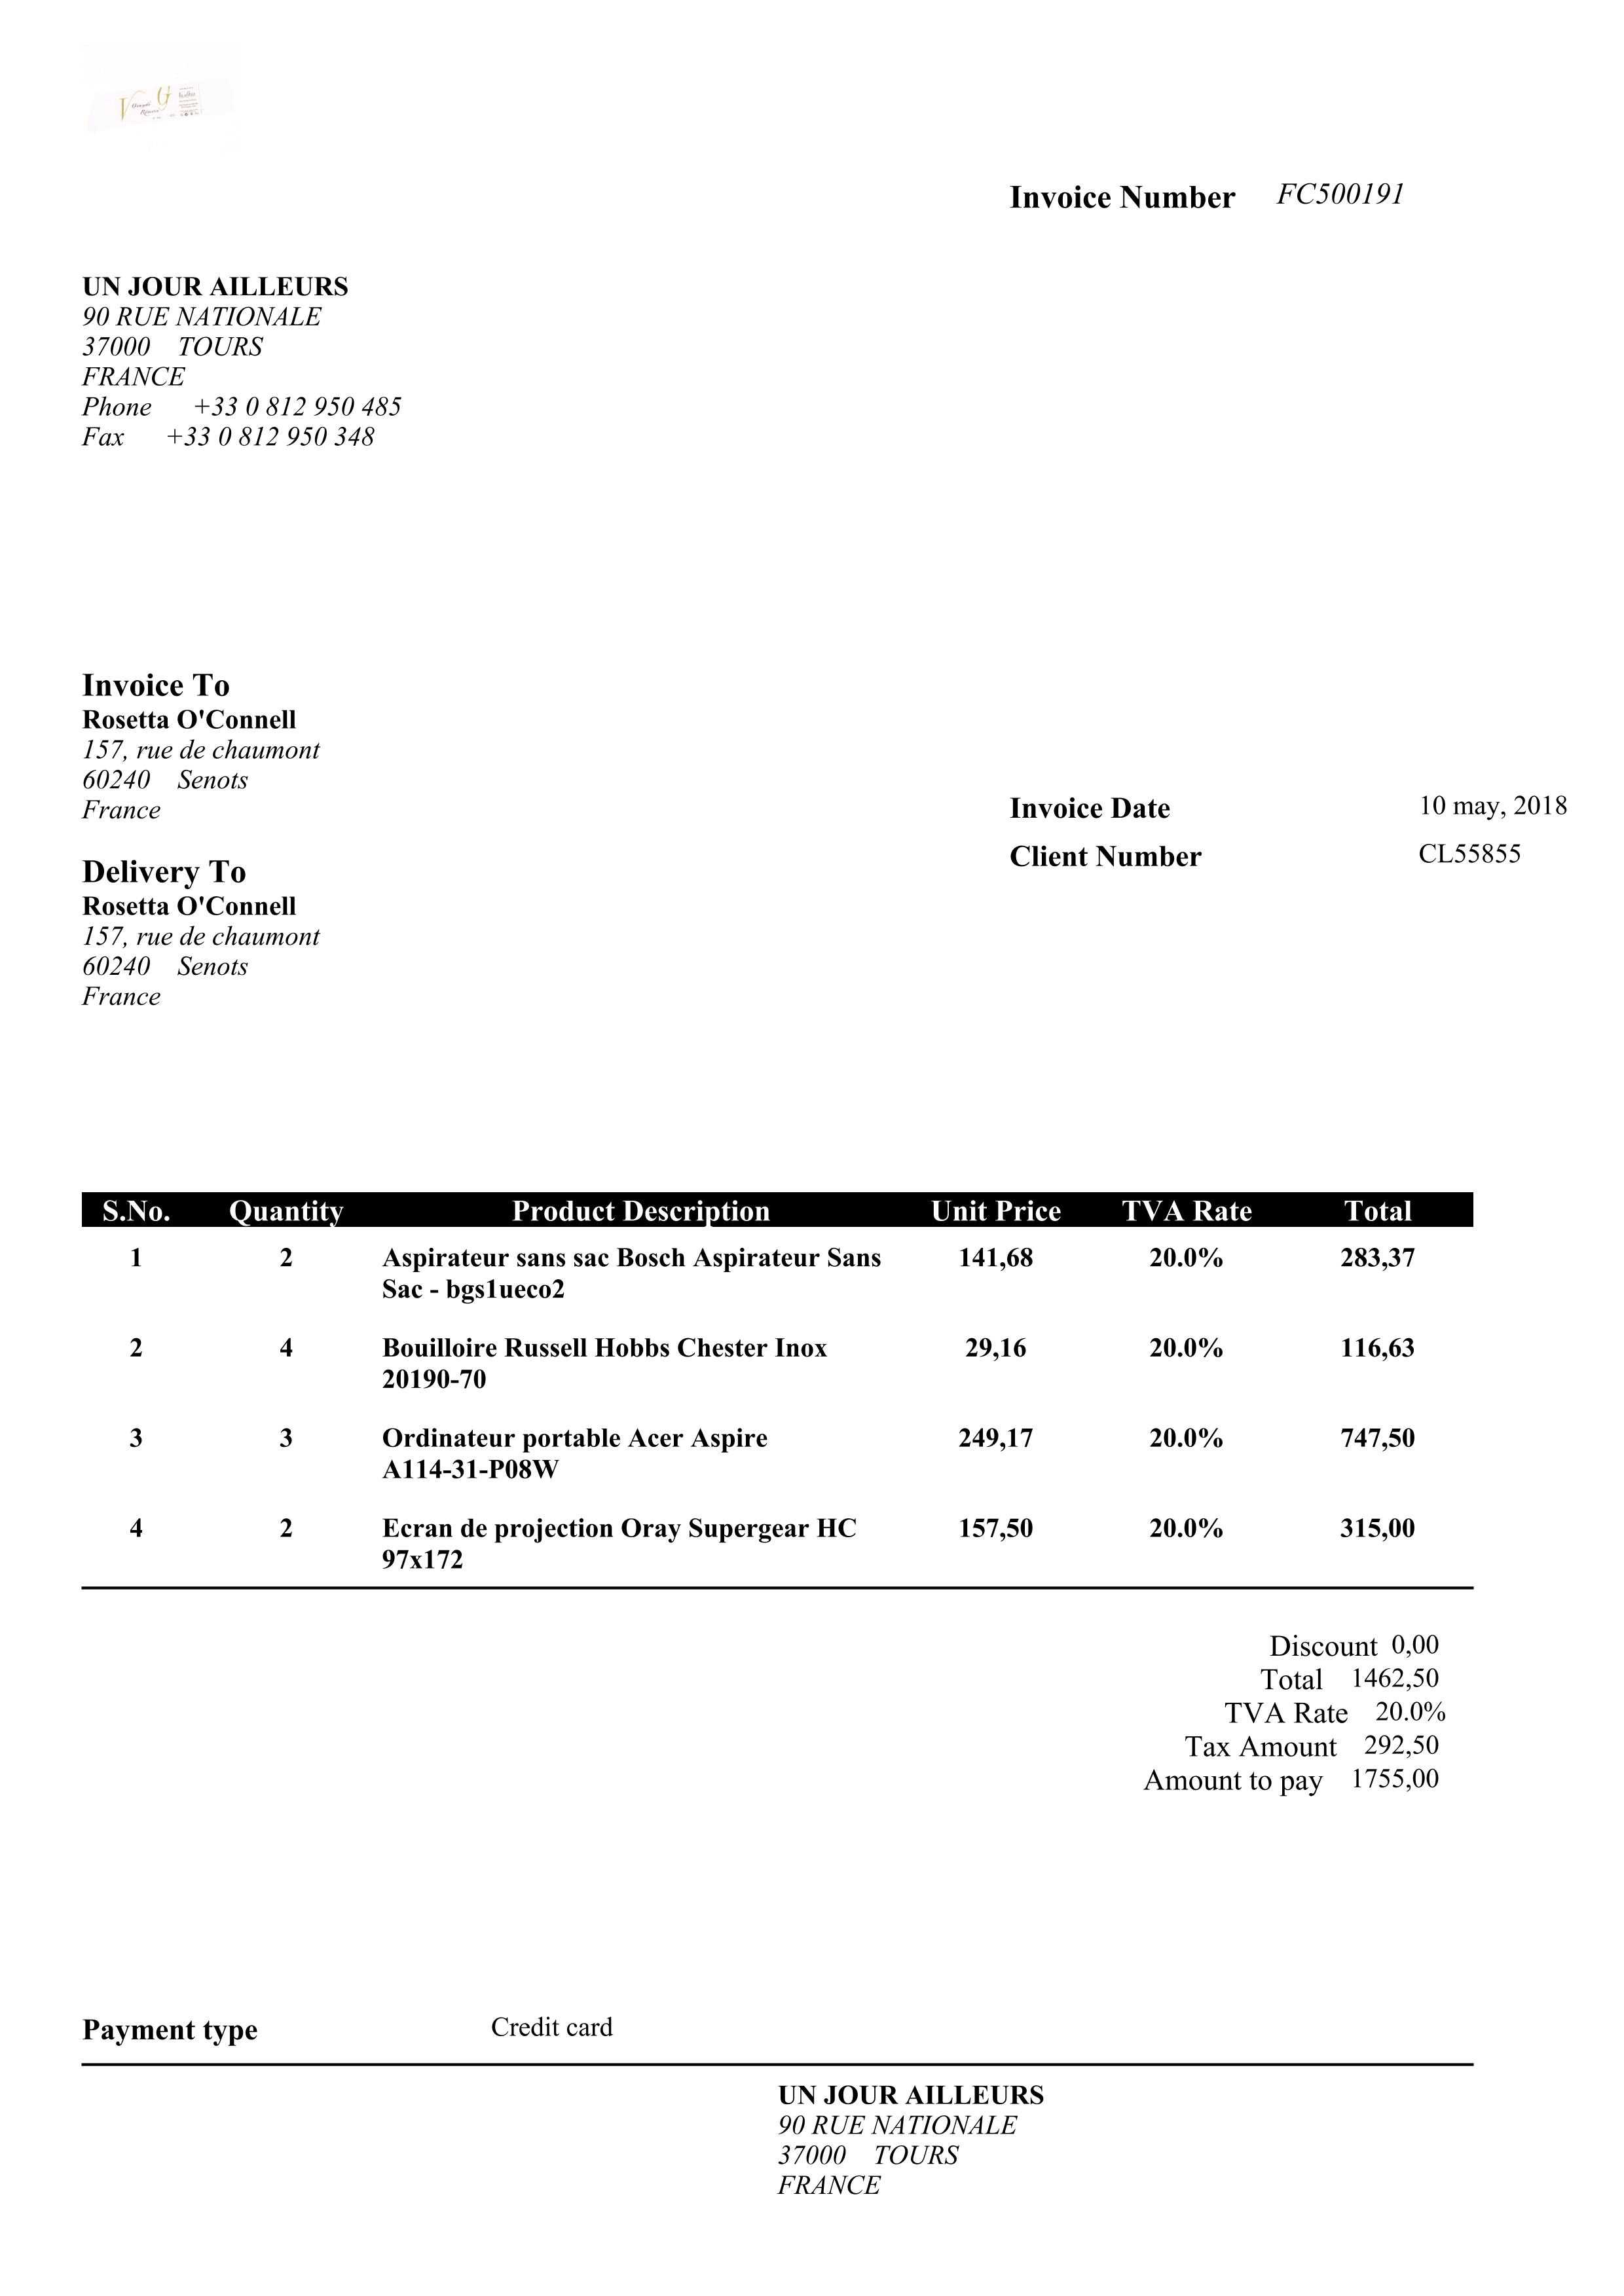 V G
Invoice Number FC500191
UN JOUR AILLEURS
90 RUE NATIONALE
37000 TOURS
FRANCE
Phone +33 0 812 950 485
Fax +33 0 812 950 348
Invoice To
Rosetta O'Connell
157, rue de chaumont
60240 Senots
France
Invoice Date 10 may, 2018
Client Number CL55855
Delivery To
Rosetta O'Connell
157, rue de chaumont
60240 Senots
France
S.No. Quantity Product Description Unit Price TVA Rate Total
1 2 Aspirateur sans sac Bosch Aspirateur Sans 141,68 20.0% 283,37
Sac - bgs1ueco2
2 4 Bouilloire Russell Hobbs Chester Inox 29,16 20.0% 116,63
20190-70
3 3 Ordinateur portable Acer Aspire 249,17 20.0% 747,50
A114-31-P08W
4 2 Ecran de projection Oray Supergear HC 157,50 20.0% 315,00
97x172
Discount 0,00
Total 1462,50
TVA Rate 20.0%
Tax Amount 292,50
Amount to pay 1755,00
Payment type Credit card
UN JOUR AILLEURS
90 RUE NATIONALE
37000 TOURS
FRANCE